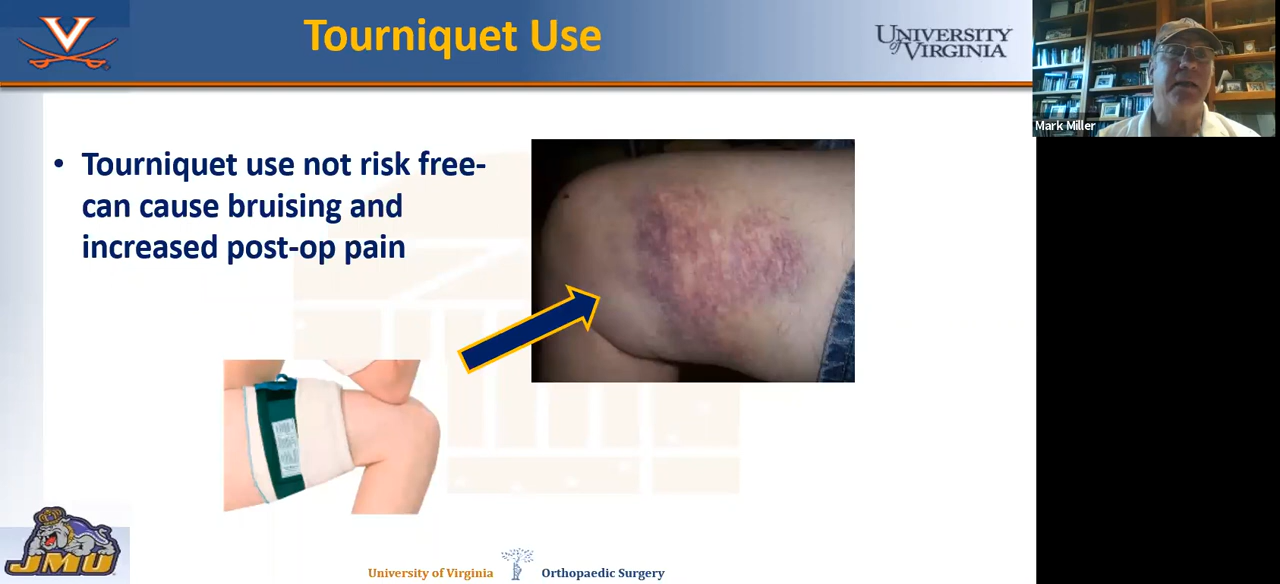 Tourniquet Use
UNIVERSITY
of VIRGINIA
Mark Miller
• Tourniquet use not risk free-
can cause bruising and
increased post-op pain
JMU
University of Virginia Orthopaedic Surgery